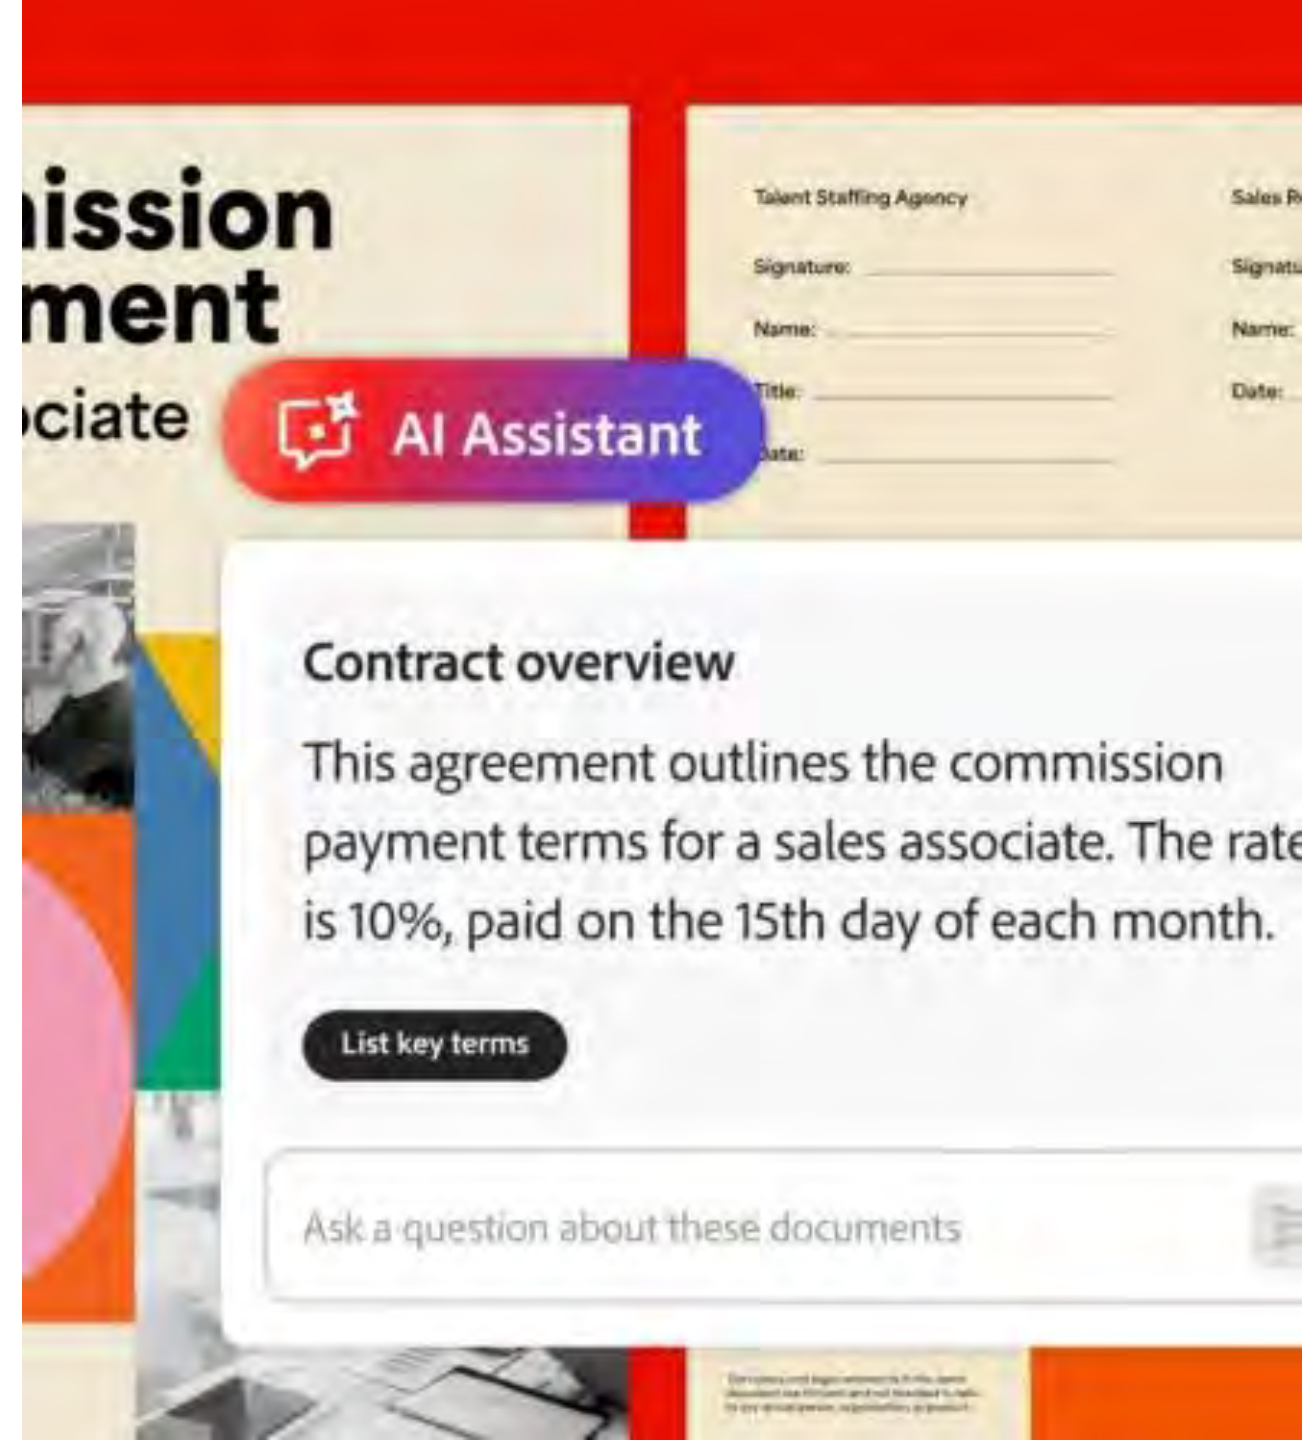 ission
ment
ociate
Talent Staffing Agency
Signature:
Name:
Title:
Date:
Sales R
Signatu
Name:
Date:
AI Assistant
Contract overview
This agreement outlines the commission
payment terms for a sales associate. The rate
is 10%, paid on the 15th day of each month.
List key terms
Ask a question about these documents